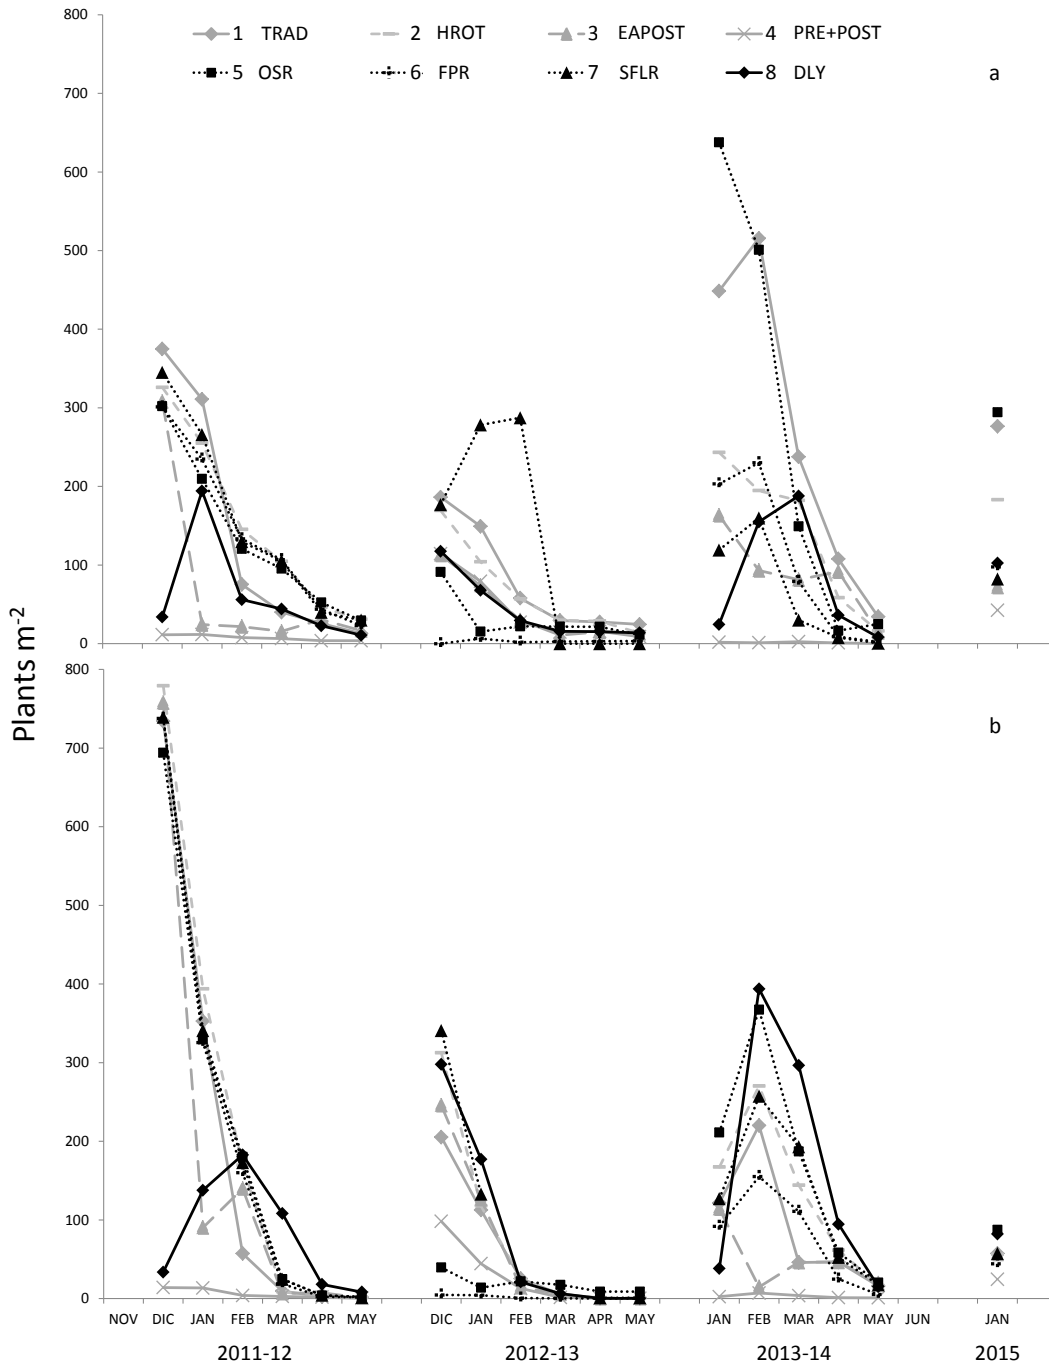 800
1 TRAD 2 HROT 3 EAPOST 4 PRE+POST
5 OSR 6 FPR 7 SFLR 8 DLY
a
700
600
500
400
300
200
100
0
Plants m-2
800
b
700
600
500
400
300
200
100
0
NOV DIC JAN FEB MAR APR MAY DIC JAN FEB MAR APR MAY JAN FEB MAR APR MAY JUN JAN
2011-12 2012-13 2013-14 2015